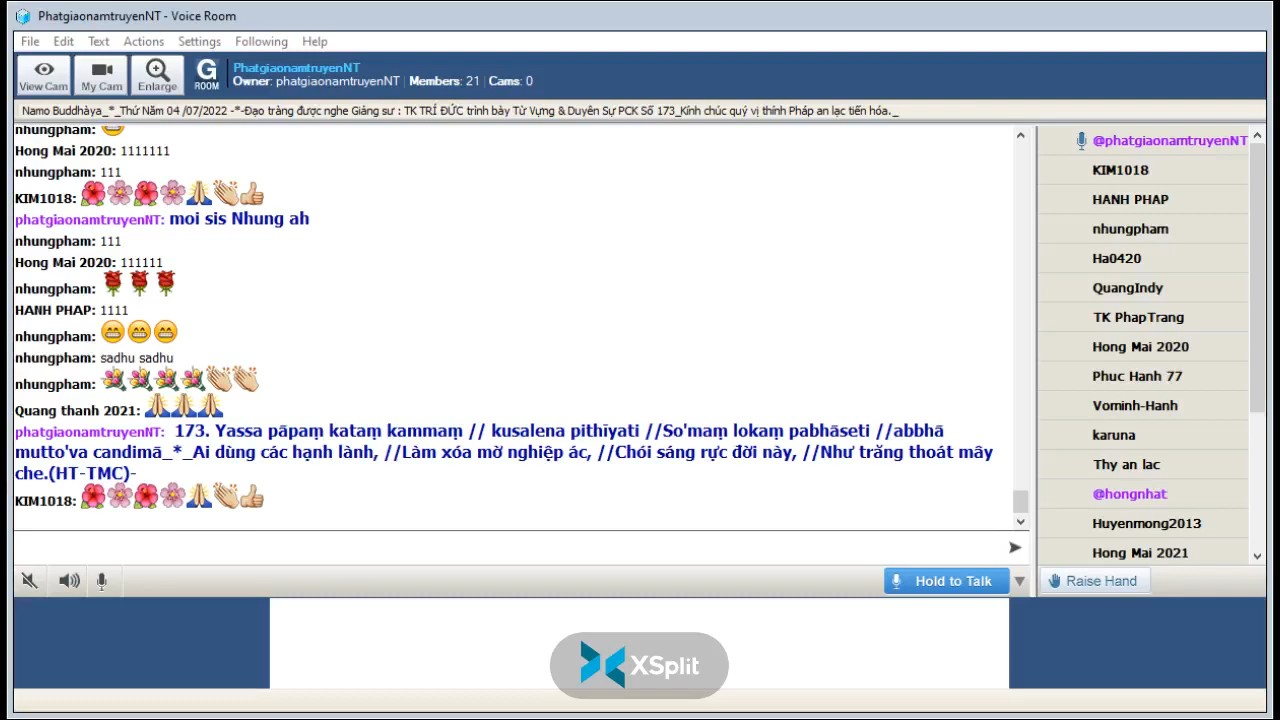 PhatgiaonamtruyenNT - Voice Room
File Edit Text Actions Settings Following Help
View Cam My Cam Enlarge G ROOM
PhatgiaonamtruyenNT
Owner: phatgiaonamtruyenNT | Members: 21 | Cams: 0
Namo Buddhàya_*_Thứ Năm 04 /07/2022 -*-Đạo tràng được nghe Giảng sư : TK TRÍ ĐỨC trình bày Từ Vựng & Duyên Sự PCK Số 173_Kính chúc quý vị thính Pháp an lạc tiến hóa._
nhungpham:
Hong Mai 2020: 1111111
nhungpham: 111
KIM1018:
phatgiaonamtruyenNT: moi sis Nhung ah
nhungpham: 111
Hong Mai 2020: 111111
nhungpham:
HANH PHAP: 1111
nhungpham:
nhungpham: sadhu sadhu
nhungpham:
Quang thanh 2021:
phatgiaonamtruyenNT: 173. Yassa pāpaṃ kataṃ kammaṃ // kusalena pithīyati //So'maṃ lokaṃ pabhāseti //abbhā
mutto'va candimā_*_Ai dùng các hạnh lành, //Làm xóa mờ nghiệp ác, //Chói sáng rực đời này, //Như trăng thoát mây
che.(HT-TMC)-
KIM1018:
Hold to Talk
@phatgiaonamtruyenNT
KIM1018
HANH PHAP
nhungpham
Ha0420
QuangIndy
TK PhapTrang
Hong Mai 2020
Phuc Hanh 77
Vominh-Hanh
karuna
Thy an lac
@hongnhat
Huyenmong2013
Hong Mai 2021
Raise Hand
XSplit